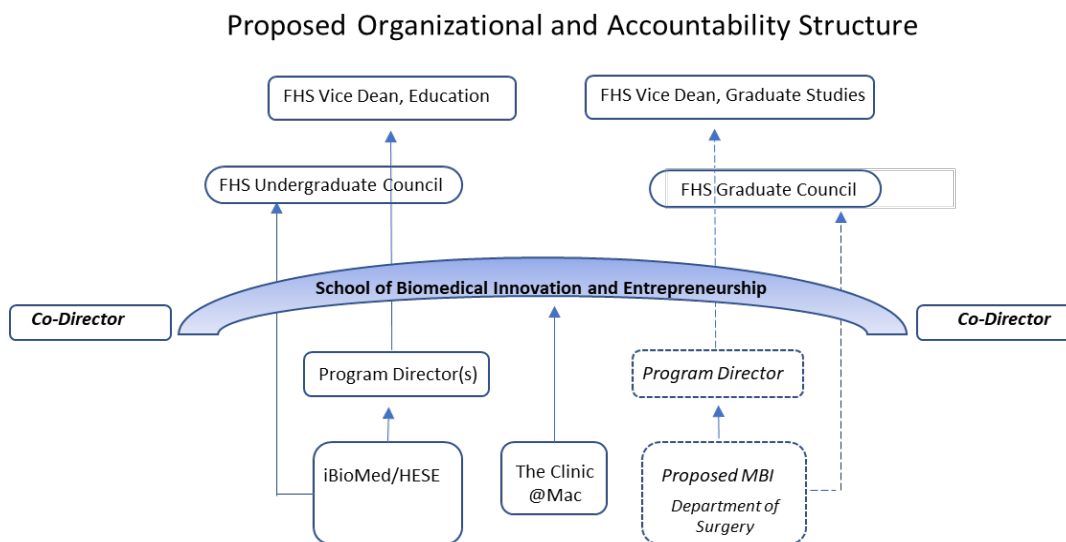 Proposed Organizational and Accountability Structure
FHS Vice Dean, Education
FHS Vice Dean, Graduate Studies
FHS Undergraduate Council
FHS Graduate Council
School of Biomedical Innovation and Entrepreneurship
Co-Director
Co-Director
Program Director(s)
Program Director
iBioMed/HESE
The Clinic
@Mac
Proposed MBI
Department of
Surgery